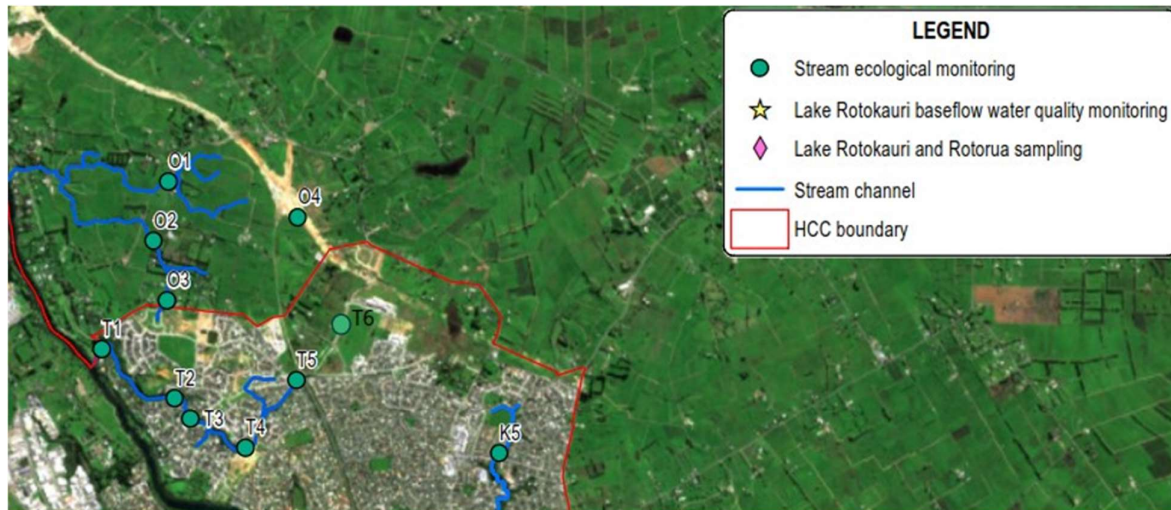 LEGEND
Stream ecological monitoring
Lake Rotokauri baseflow water quality monitoring
Lake Rotokauri and Rotorua sampling
Stream channel
HCC boundary
O1
O4
O2
O3
T6
T1
T5
T2
T3
T4
K5